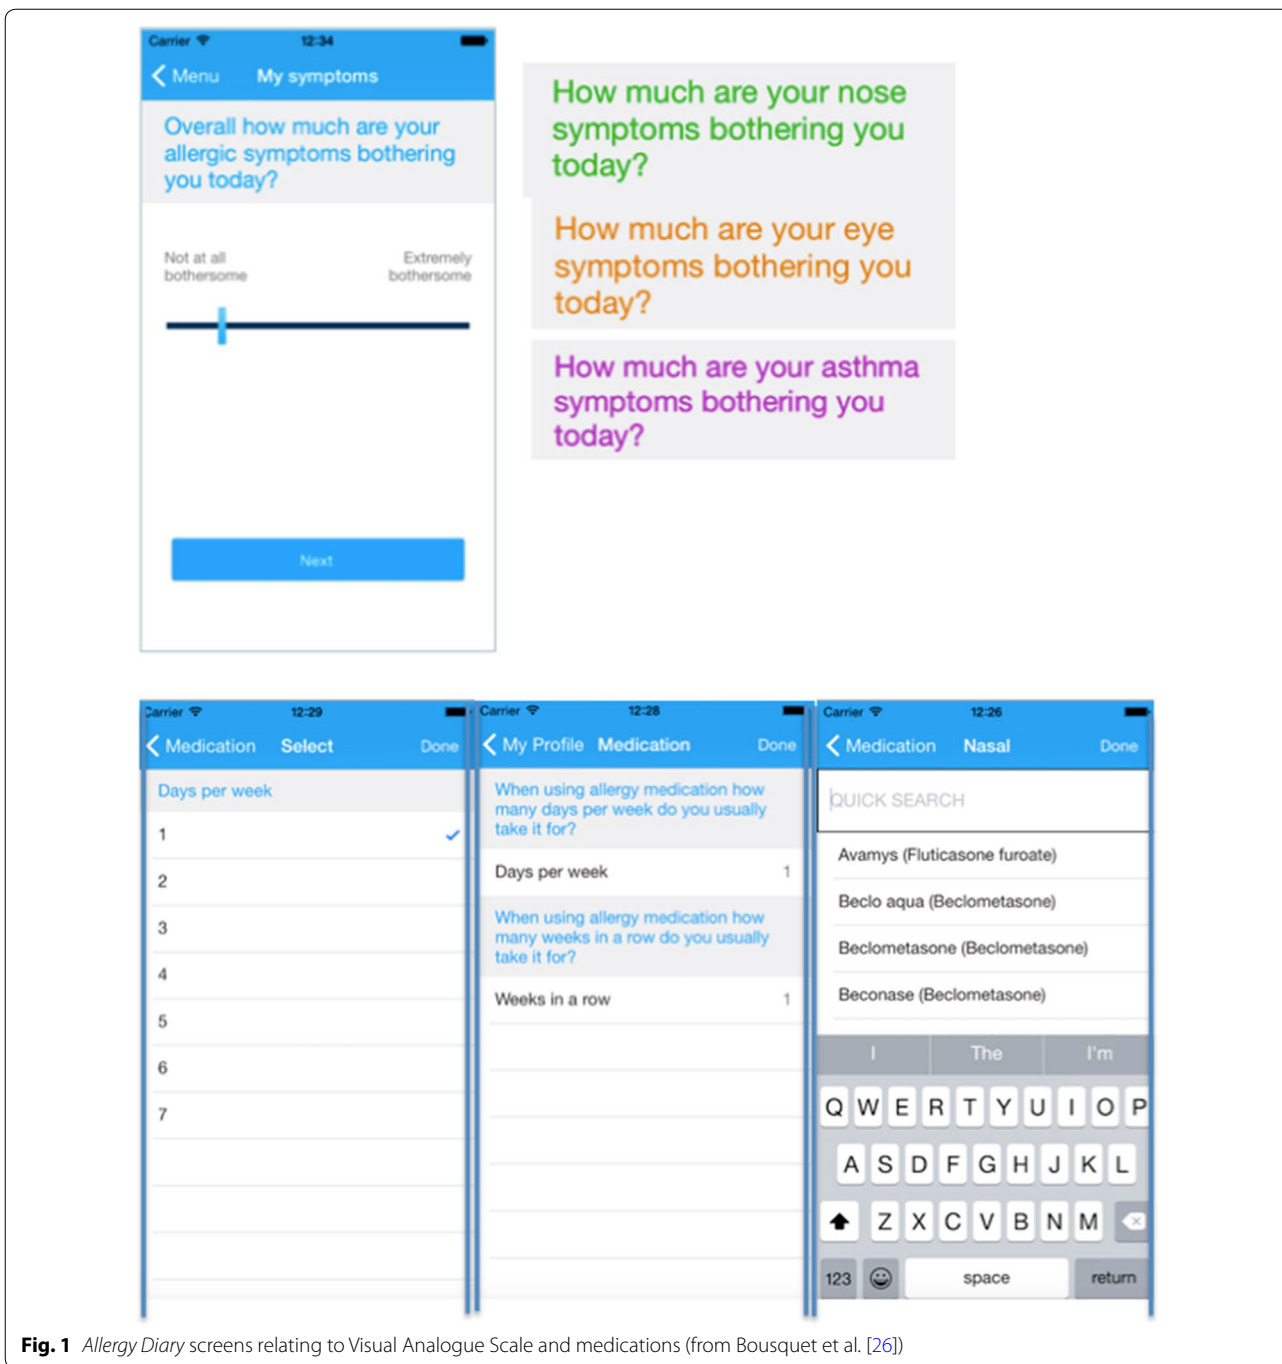 Carrier 12:34
Menu My symptoms
Overall how much are your
allergic symptoms bothering
you today?
Not at all
bothersome
Extremely
bothersome
Next
How much are your nose
symptoms bothering you
today?
How much are your eye
symptoms bothering you
today?
How much are your asthma
symptoms bothering you
today?
Carrier 12:29
Medication Select Done
Days per week
1
2
3
4
5
6
7
Carrier 12:28
My Profile Medication Done
When using allergy medication how
many days per week do you usually
take it for?
Days per week 1
When using allergy medication how
many weeks in a row do you usually
take it for?
Weeks in a row 1
Carrier 12:26
Medication Nasal Done
QUICK SEARCH
Avamys (Fluticasone furoate)
Beclo aqua (Beclometasone)
Beclometasone (Beclometasone)
Beconase (Beclometasone)
I The I'm
Q W E R T Y U I O P
A S D F G H J K L
Z X C V B N M
123 space return
Fig. 1 Allergy Diary screens relating to Visual Analogue Scale and medications (from Bousquet et al. [26])